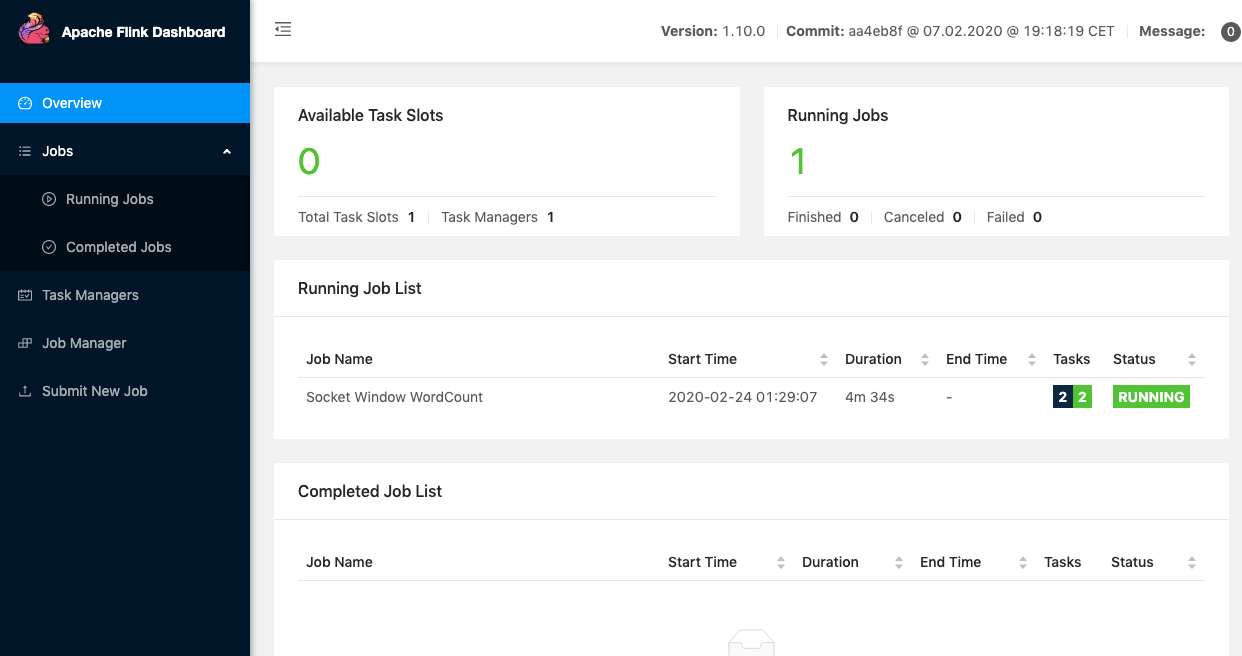 Apache Flink Dashboard
Version: 1.10.0 Commit: aa4eb8f @ 07.02.2020 @ 19:18:19 CET Message: 0
Overview
Jobs
Running Jobs
Completed Jobs
Task Managers
Job Manager
Submit New Job
Available Task Slots
0
Total Task Slots 1 Task Managers 1
Running Jobs
1
Finished 0 Canceled 0 Failed 0
Running Job List
Job Name Start Time Duration End Time Tasks Status
Socket Window WordCount 2020-02-24 01:29:07 4m 34s - 2 2 RUNNING
Completed Job List
Job Name Start Time Duration End Time Tasks Status